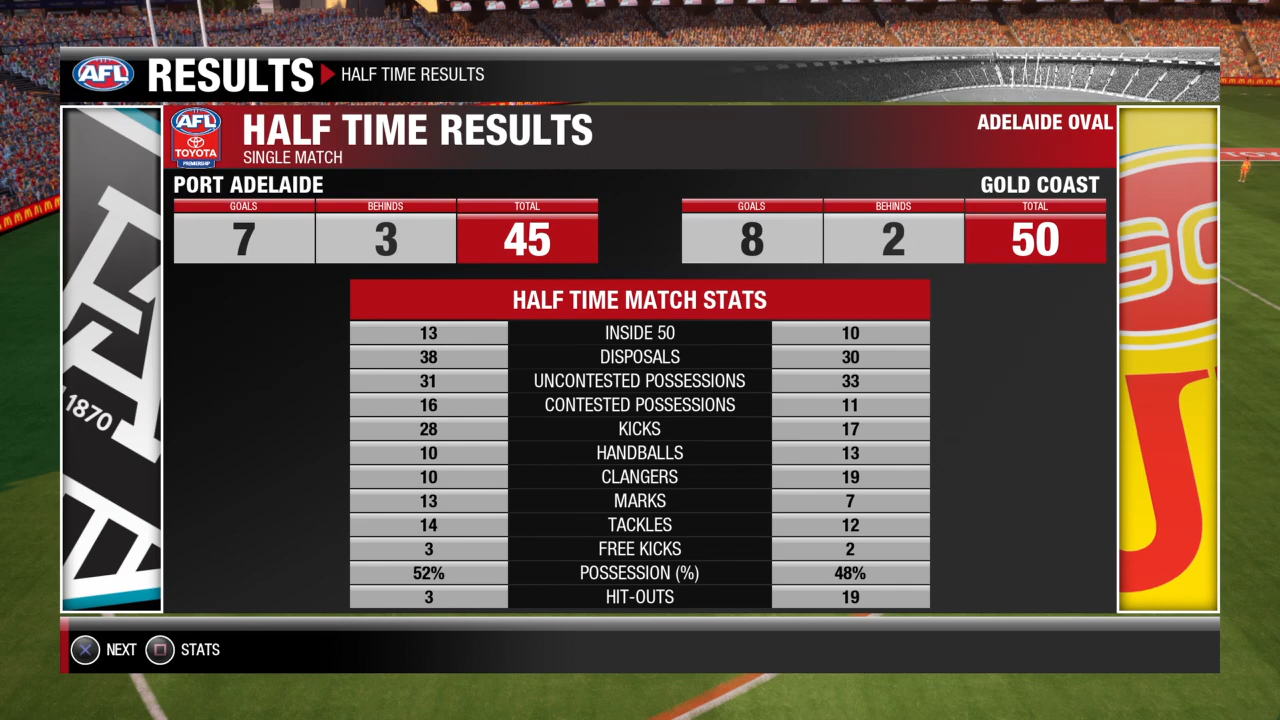 AFL RESULTS HALF TIME RESULTS
AFL
TOYOTA
PREMIERSHIP
HALF TIME RESULTS
SINGLE MATCH
ADELAIDE OVAL
PORT ADELAIDE
GOLD COAST
GOALS BEHINDS TOTAL GOALS BEHINDS TOTAL
7 3 45 8 2 50
HALF TIME MATCH STATS
13 INSIDE 50 10
38 DISPOSALS 30
31 UNCONTESTED POSSESSIONS 33
16 CONTESTED POSSESSIONS 11
28 KICKS 17
10 HANDBALLS 13
10 CLANGERS 19
13 MARKS 7
14 TACKLES 12
3 FREE KICKS 2
52% POSSESSION (%) 48%
3 HIT-OUTS 19
1870
NEXT STATS